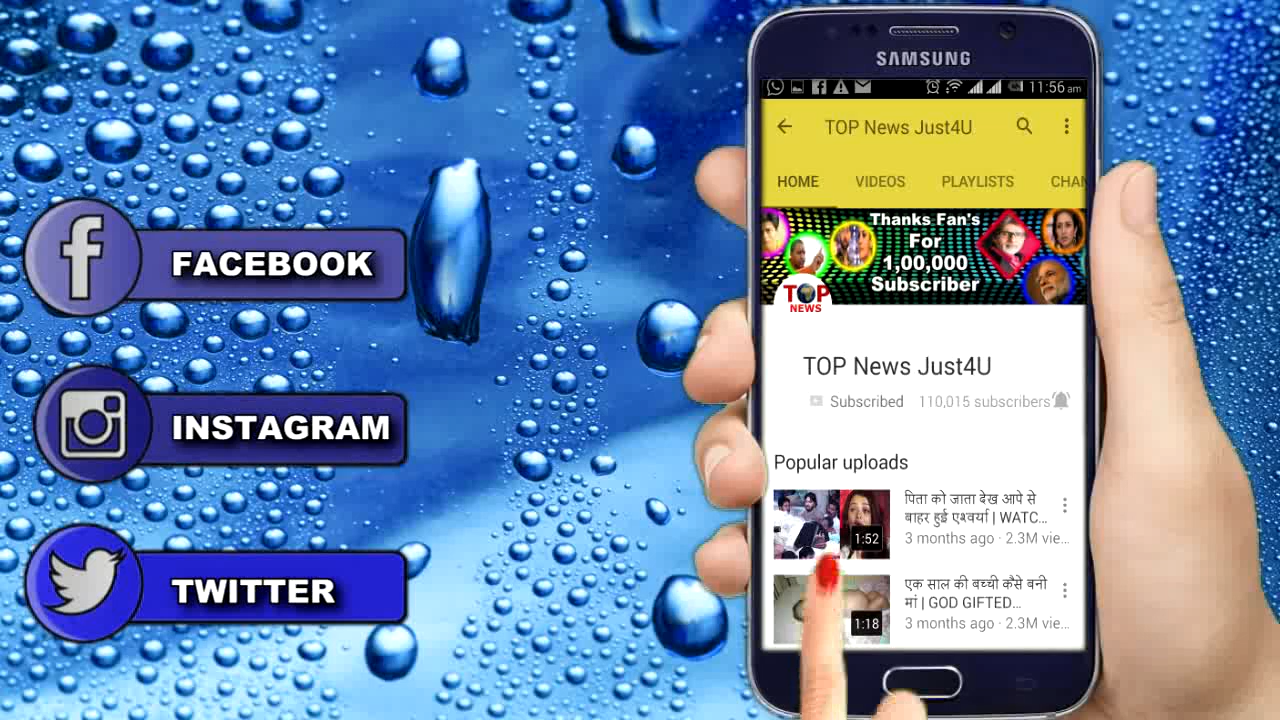 FACEBOOK
INSTAGRAM
TWITTER
SAMSUNG
11:56 am
TOP News Just4U
HOME VIDEOS PLAYLISTS CHAN
Thanks Fan's
For
1,00,000
Subscriber
TOP
NEWS
TOP News Just4U
Subscribed 110,015 subscribers
Popular uploads
पिता को जाता देख आपे से
बाहर हुई एश्वर्या | WATC...
3 months ago · 2.3M vie...
1:52
एक साल की बच्ची कैसे बनी
मां | GOD GIFTED...
3 months ago · 2.3M vie...
1:18